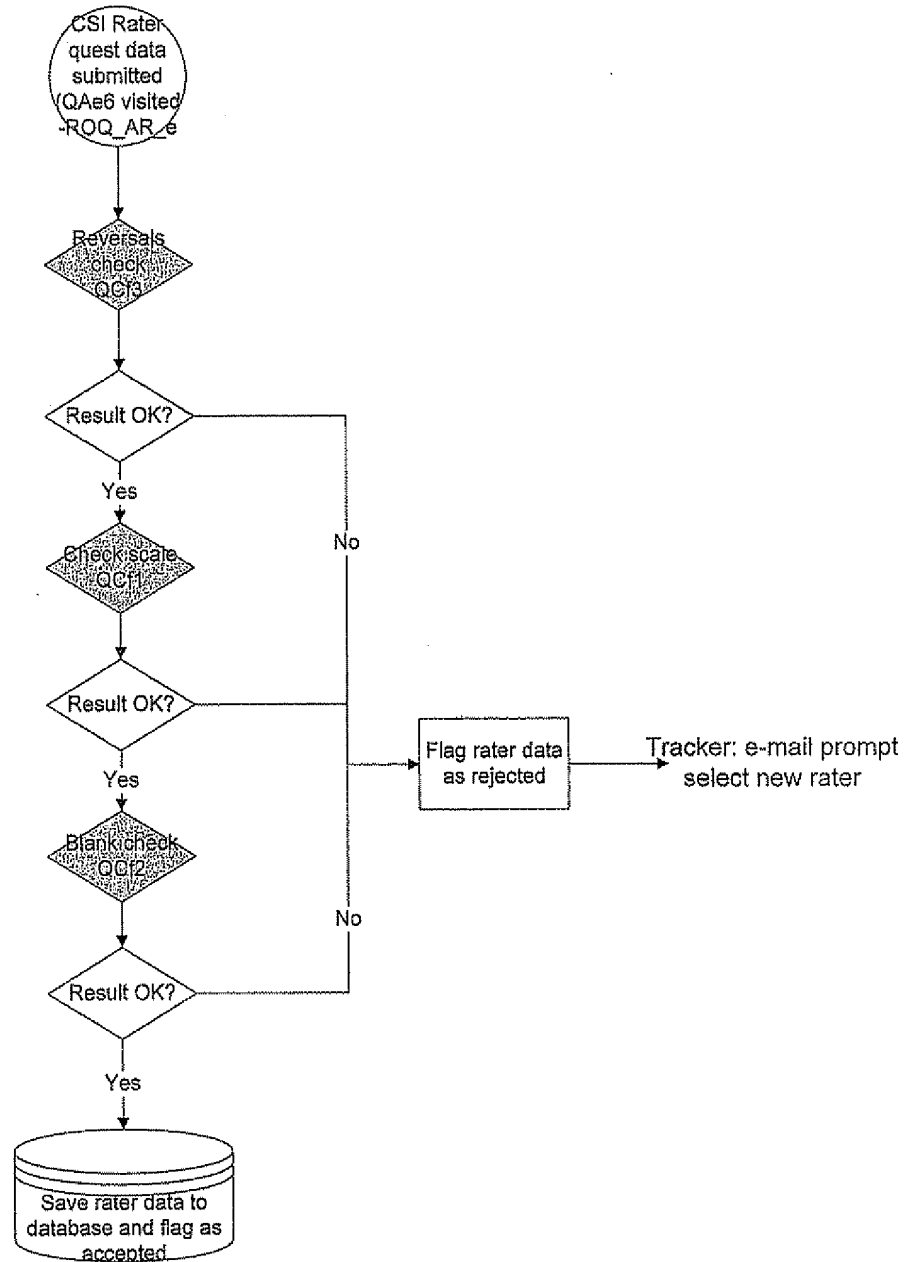 CSI Rater
quest data
submitted
(QAe6 visited
-ROQ_AR_e
Reversals
check
QCf3
Result OK?
Yes
No
Check scale
QCf1
Result OK?
Yes
Flag rater data
as rejected
Tracker: e-mail prompt
select new rater
Blank check
QCf2
No
Result OK?
Yes
Save rater data to
database and flag as
accepted